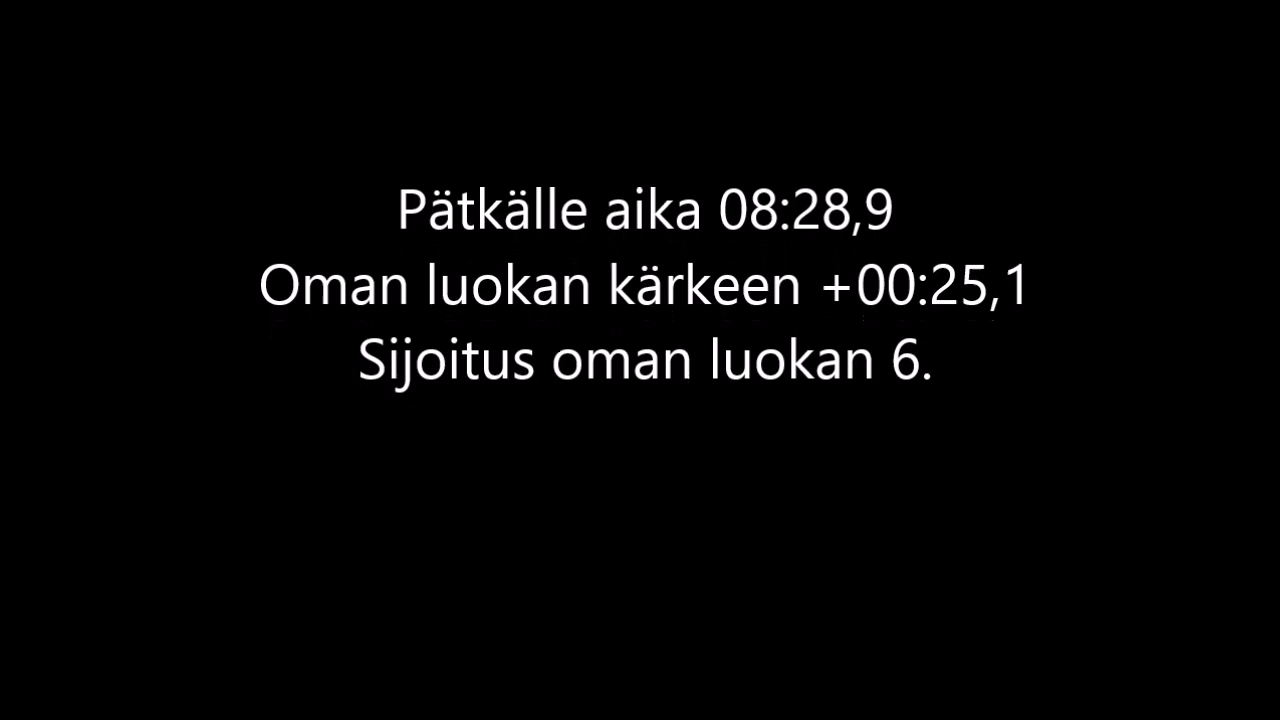 Pätkälle aika 08:28,9
Oman luokan kärkeen +00:25,1
Sijoitus oman luokan 6.